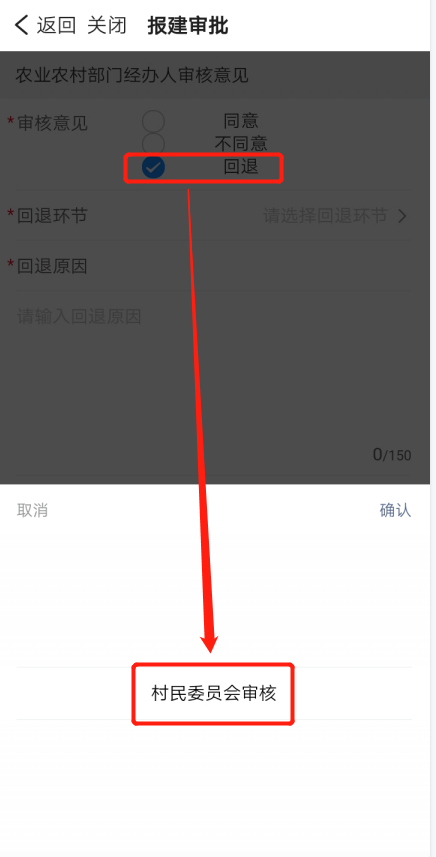 返回 关闭 报建审批
农业农村部门经办人审核意见
*审核意见
同意
不同意
回退
*回退环节 请选择回退环节
*回退原因
请输入回退原因
0/150
取消 确认
村民委员会审核